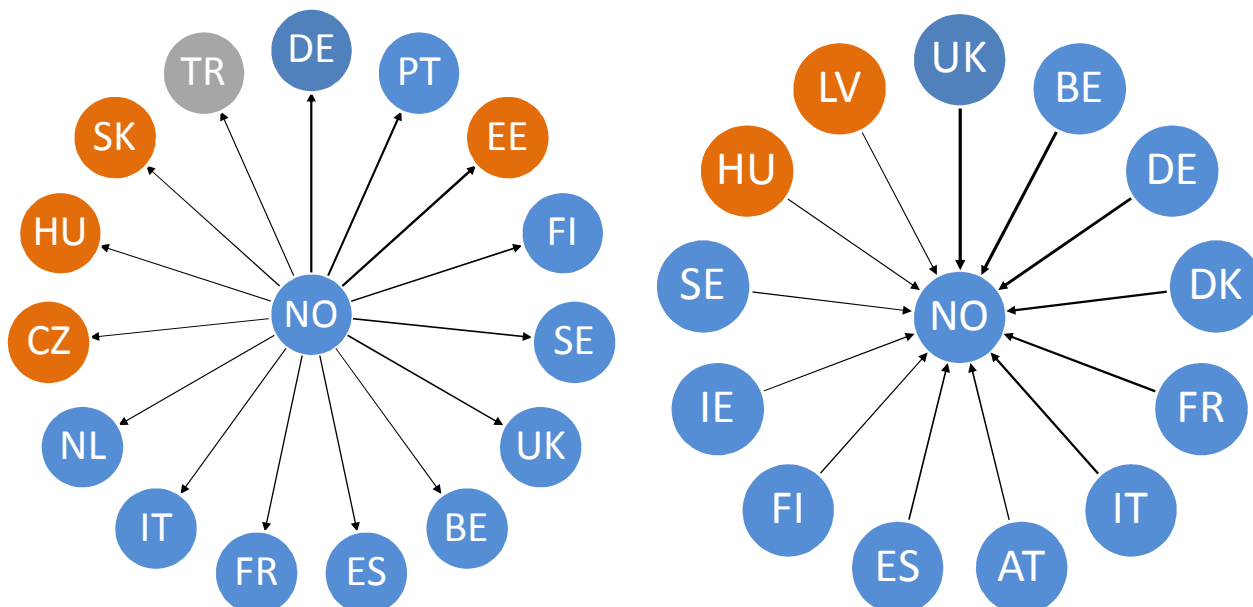 DE
PT
EE
FI
SE
UK
BE
ES
FR
IT
NL
CZ
HU
SK
TR
NO
UK
BE
DE
DK
FR
IT
AT
ES
FI
IE
SE
HU
LV
NO